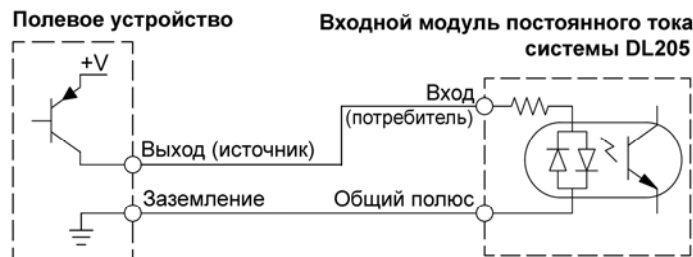 Полевое устройство
Входной модуль постоянного тока
системы DL205
+V
Вход
(потребитель)
Выход (источник)
Заземление
Общий полюс